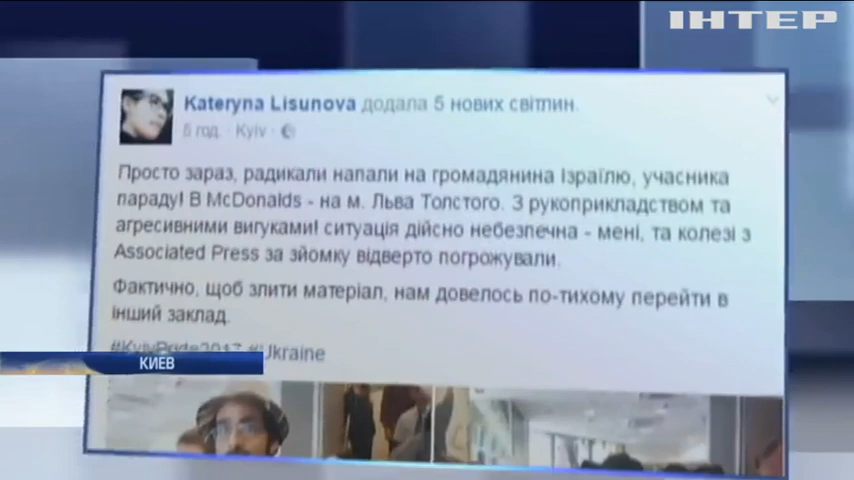 ІНТЕР
Kateryna Lisunova додала 5 нових світлин.
5 год. · Kyiv ·
Просто зараз, радикали напали на громадянина Ізраїлю, учасника
параду! В McDonalds - на м. Льва Толстого. З рукоприкладством та
агресивними вигуками! ситуація дійсно небезпечна - мені, та колезі з
Associated Press за зйомку відверто погрожували.
Фактично, щоб злити матеріал, нам довелось по-тихому перейти в
інший заклад.
#KyivPride2017 #Ukraine
КИЕВ